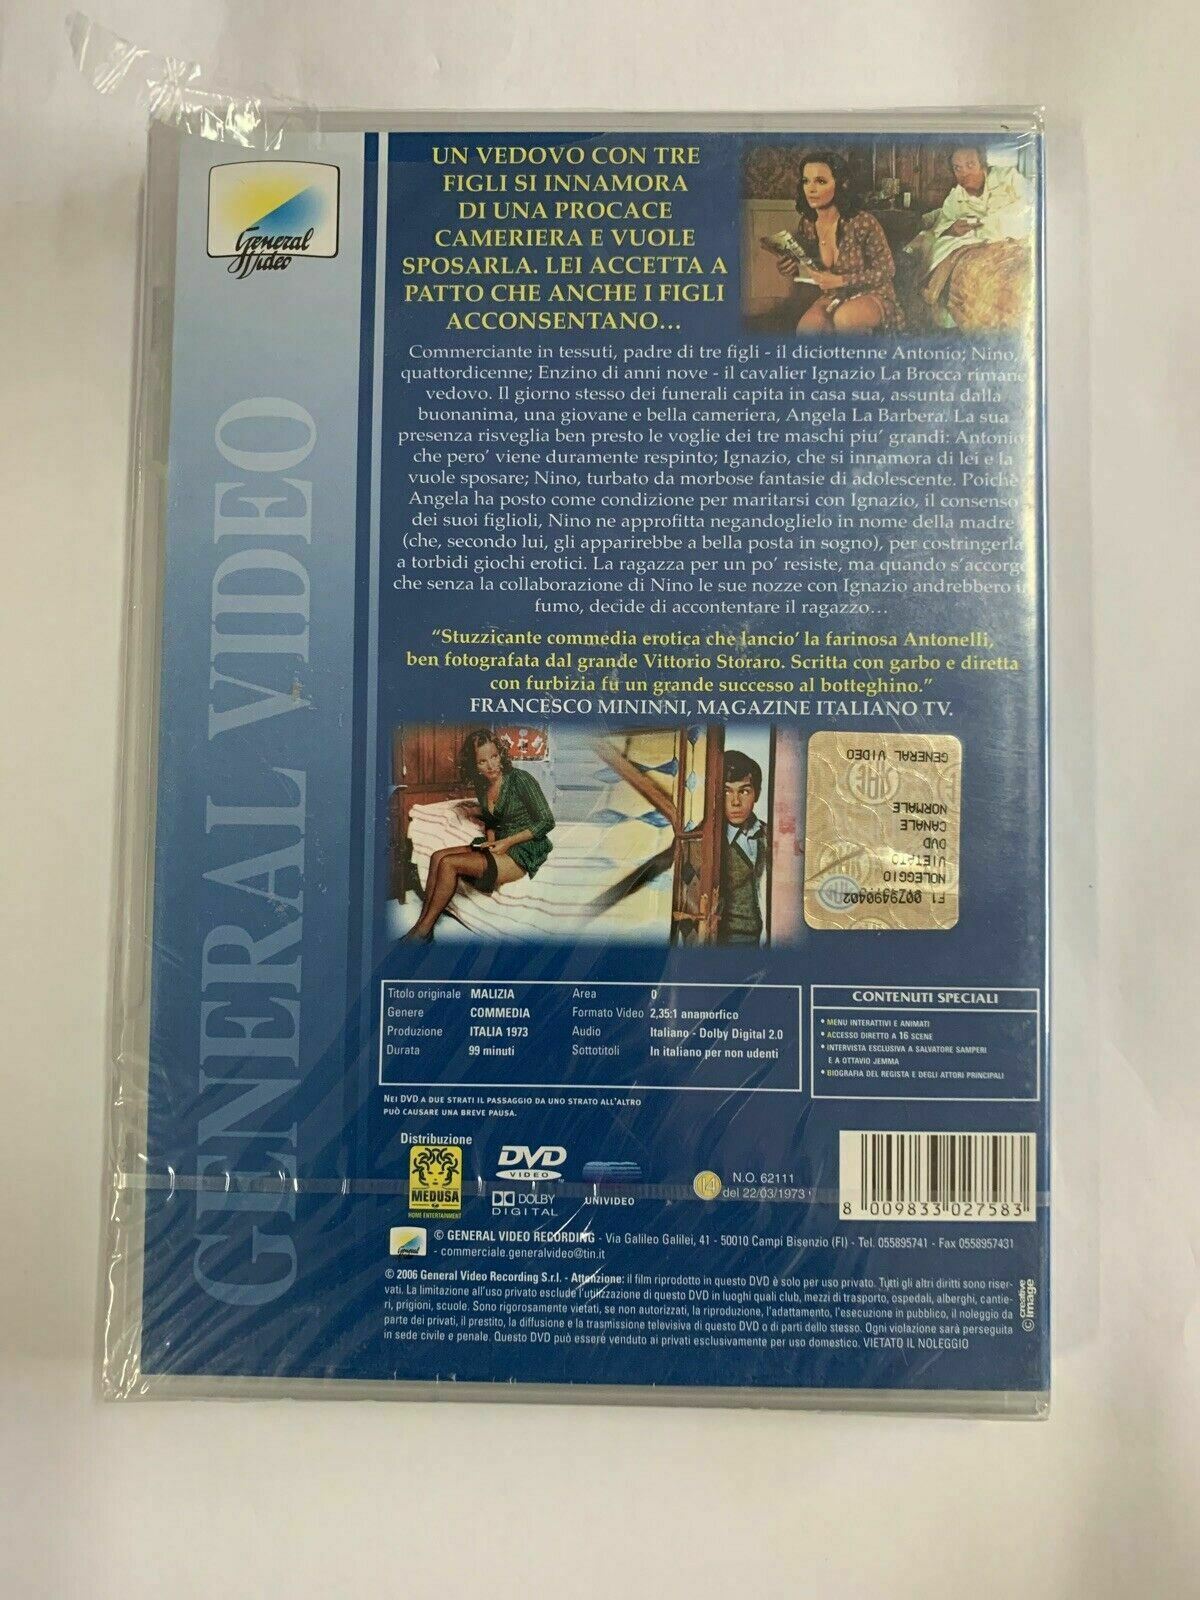 General
Video
GENERAL VIDEO
UN VEDOVO CON TRE
FIGLI SI INNAMORA
DI UNA PROCACE
CAMERIERA E VUOLE
SPOSARLA. LEI ACCETTA A
PATTO CHE ANCHE I FIGLI
ACCONSENTANO...
Commerciante in tessuti, padre di tre figli - il diciottenne Antonio; Nino,
quattordicenne; Enzino di anni nove - il cavalier Ignazio La Brocca rimane
vedovo. Il giorno stesso dei funerali capita in casa sua, assunta dalla
buonanima, una giovane e bella cameriera, Angela La Barbera. La sua
presenza risveglia ben presto le voglie dei tre maschi piu' grandi: Antonio
che pero' viene duramente respinto; Ignazio, che si innamora di lei e la
vuole sposare; Nino, turbato da morbose fantasie di adolescente. Poichè
Angela ha posto come condizione per maritarsi con Ignazio, il consenso
dei suoi figlioli, Nino ne approfitta negandoglielo in nome della madre
(che, secondo lui, gli apparirebbe a bella posta in sogno), per costringerla
a torbidi giochi erotici. La ragazza per un po' resiste, ma quando s'accorge
che senza la collaborazione di Nino le sue nozze con Ignazio andrebbero in
fumo, decide di accontentare il ragazzo...
"Stuzzicante commedia erotica che lancio' la farinosa Antonelli,
ben fotografata dal grande Vittorio Storaro. Scritta con garbo e diretta
con furbizia fu un grande successo al botteghino."
FRANCESCO MININNI, MAGAZINE ITALIANO TV.
GENERAL VIDEO
NORMALE
CANALE
DVD
VIETATO
NOLEGGIO
F1 00794990402
Titolo originale MALIZIA Area 0
Genere COMMEDIA Formato Video 2,35:1 anamorfico
Produzione ITALIA 1973 Audio Italiano - Dolby Digital 2.0
Durata 99 minuti Sottotitoli In italiano per non udenti
CONTENUTI SPECIALI
• MENU INTERATTIVI E ANIMATI
• ACCESSO DIRETTO A 16 SCENE
• INTERVISTA ESCLUSIVA A SALVATORE SAMPERI
E A OTTAVIO JEMMA
• BIOGRAFIA DEL REGISTA E DEGLI ATTORI PRINCIPALI
NEI DVD A DUE STRATI IL PASSAGGIO DA UNO STRATO ALL'ALTRO
PUÒ CAUSARE UNA BREVE PAUSA.
Distribuzione
MEDUSA
HOME ENTERTAINMENT
DVD
VIDEO
DOLBY
DIGITAL
UNIVIDEO
14
N.O. 62111
del 22/03/1973
8 009833 027583
General
Video
© GENERAL VIDEO RECORDING - Via Galileo Galilei, 41 - 50010 Campi Bisenzio (FI) - Tel. 055895741 - Fax 0558957431
- commerciale.generalvideo@tin.it
© 2006 General Video Recording S.r.l. - Attenzione: il film riprodotto in questo DVD è solo per uso privato. Tutti gli altri diritti sono riser-
vati. La limitazione all'uso privato esclude l'utilizzazione di questo DVD in luoghi quali club, mezzi di trasporto, ospedali, alberghi, cantie-
ri, prigioni, scuole. Sono rigorosamente vietati, se non autorizzati, la riproduzione, l'adattamento, l'esecuzione in pubblico, il noleggio da
parte dei privati, il prestito, la diffusione e la trasmissione televisiva di questo DVD o di parti dello stesso. Ogni violazione sarà perseguita
in sede civile e penale. Questo DVD può essere venduto ai privati esclusivamente per uso domestico. VIETATO IL NOLEGGIO
© creative
image